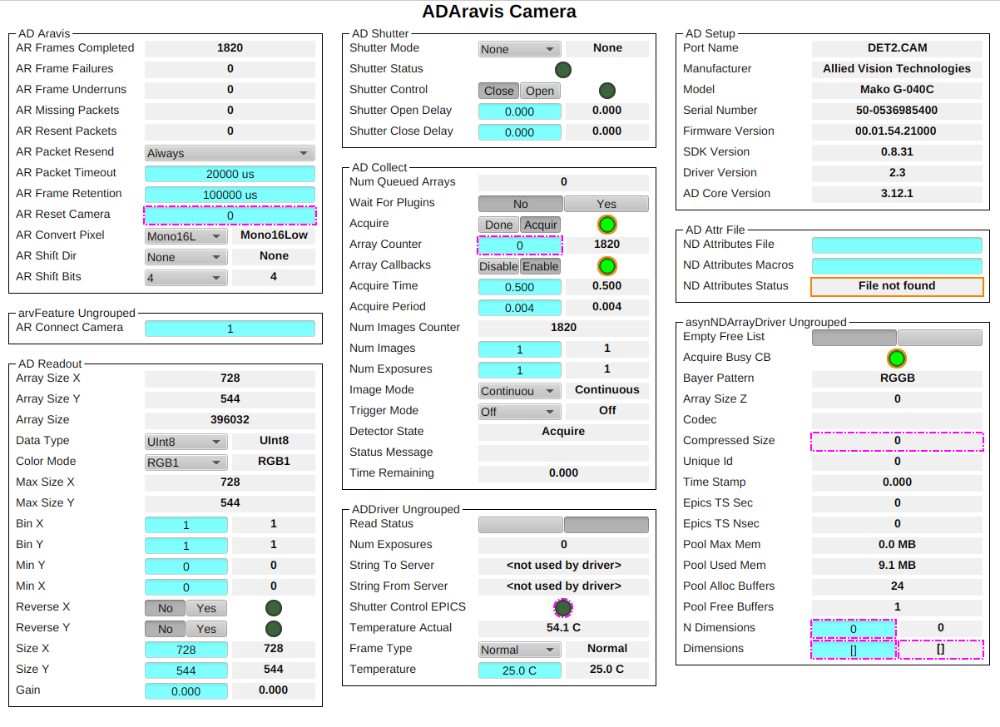 ADAravis Camera
AD Aravis
AR Frames Completed 1820
AR Frame Failures 0
AR Frame Underruns 0
AR Missing Packets 0
AR Resent Packets 0
AR Packet Resend Always
AR Packet Timeout 20000 us
AR Frame Retention 100000 us
AR Reset Camera 0
AR Convert Pixel Mono16L Mono16Low
AR Shift Dir None None
AR Shift Bits 4 4
arvFeature Ungrouped
AR Connect Camera 1
AD Readout
Array Size X 728
Array Size Y 544
Array Size 396032
Data Type UInt8 UInt8
Color Mode RGB1 RGB1
Max Size X 728
Max Size Y 544
Bin X 1 1
Bin Y 1 1
Min Y 0 0
Min X 0 0
Reverse X No Yes
Reverse Y No Yes
Size X 728 728
Size Y 544 544
Gain 0.000 0.000
AD Shutter
Shutter Mode None None
Shutter Status
Shutter Control Close Open
Shutter Open Delay 0.000 0.000
Shutter Close Delay 0.000 0.000
AD Collect
Num Queued Arrays 0
Wait For Plugins No Yes
Acquire Done Acquir
Array Counter 0 1820
Array Callbacks Disable Enable
Acquire Time 0.500 0.500
Acquire Period 0.004 0.004
Num Images Counter 1820
Num Images 1 1
Num Exposures 1 1
Image Mode Continuou Continuous
Trigger Mode Off Off
Detector State Acquire
Status Message
Time Remaining 0.000
ADDriver Ungrouped
Read Status
Num Exposures 0
String To Server <not used by driver>
String From Server <not used by driver>
Shutter Control EPICS
Temperature Actual 54.1 C
Frame Type Normal Normal
Temperature 25.0 C 25.0 C
AD Setup
Port Name DET2.CAM
Manufacturer Allied Vision Technologies
Model Mako G-040C
Serial Number 50-0536985400
Firmware Version 00.01.54.21000
SDK Version 0.8.31
Driver Version 2.3
AD Core Version 3.12.1
AD Attr File
ND Attributes File
ND Attributes Macros
ND Attributes Status File not found
asynNDArrayDriver Ungrouped
Empty Free List
Acquire Busy CB
Bayer Pattern RGGB
Array Size Z 0
Codec
Compressed Size 0
Unique Id 0
Time Stamp 0.000
Epics TS Sec 0
Epics TS Nsec 0
Pool Max Mem 0.0 MB
Pool Used Mem 9.1 MB
Pool Alloc Buffers 24
Pool Free Buffers 1
N Dimensions 0 0
Dimensions [] []